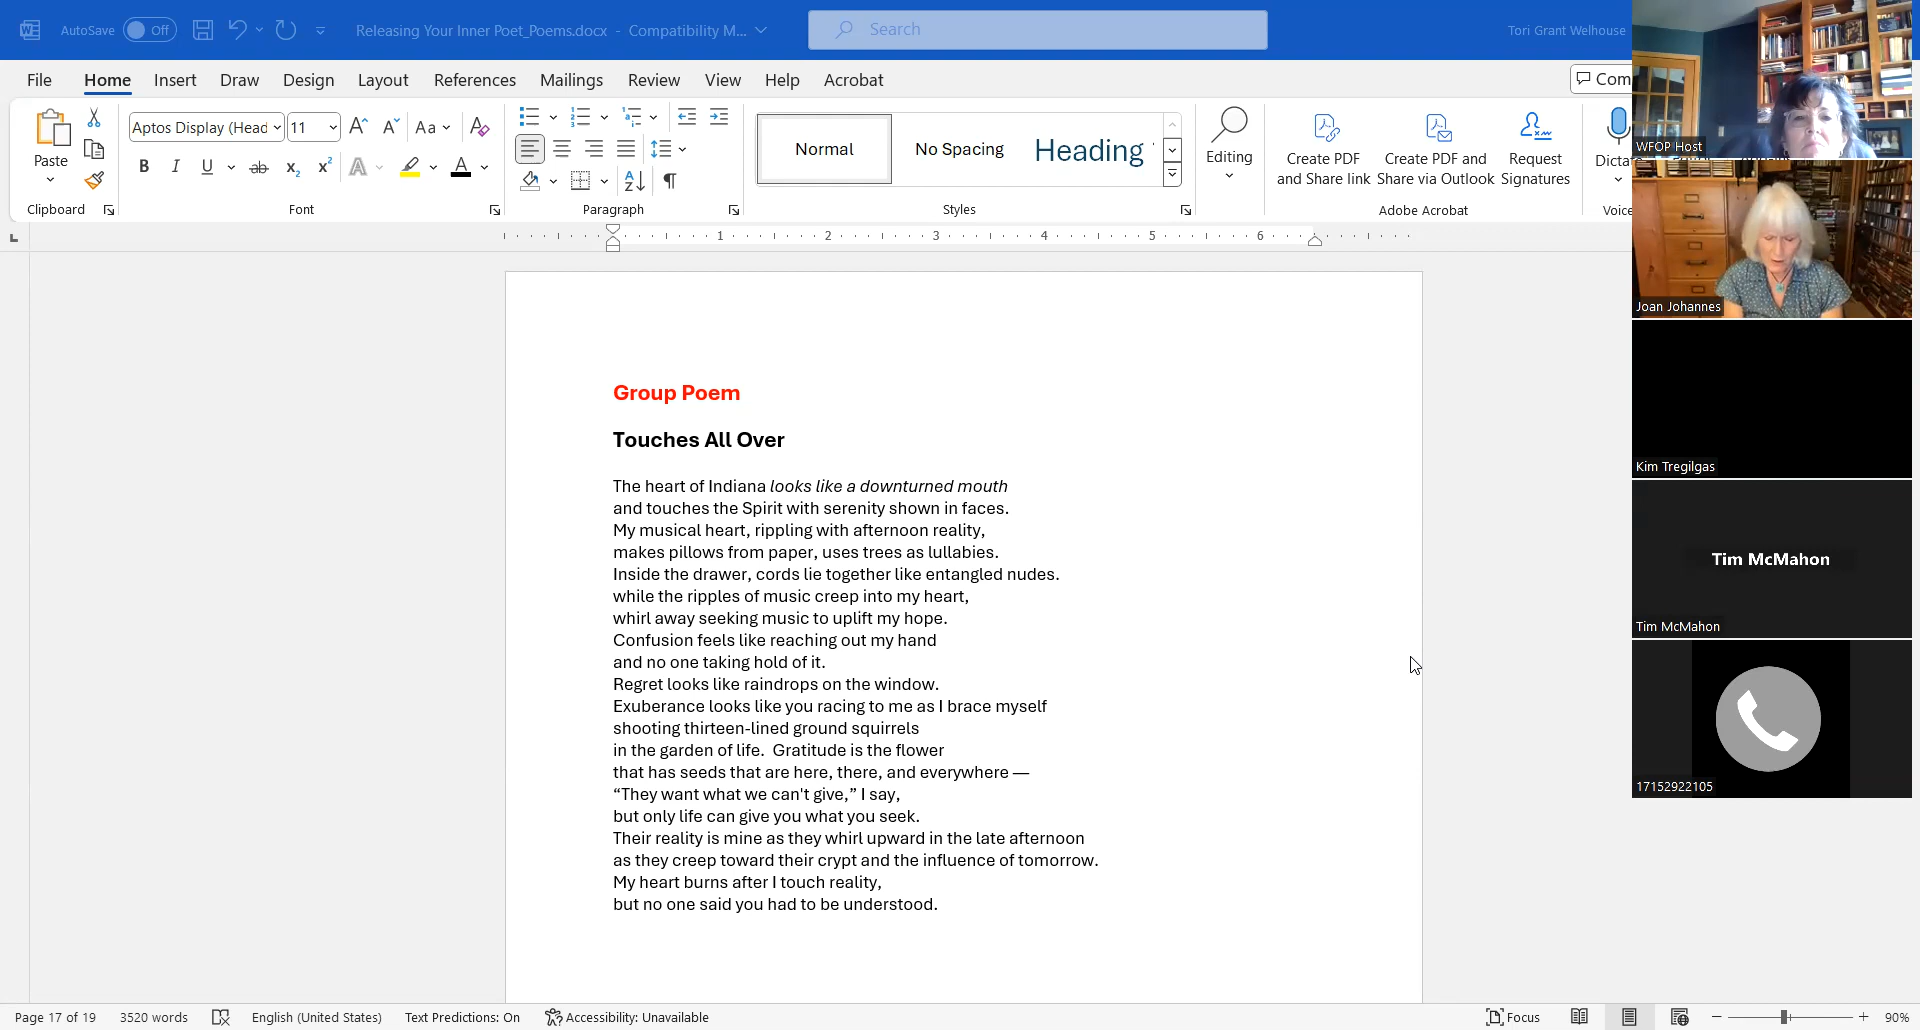 AutoSave Off Releasing Your Inner Poet_Poems.docx - Compatibility M... Search Tori Grant Welhouse
File Home Insert Draw Design Layout References Mailings Review View Help Acrobat Com
Paste
Aptos Display (Head 11 Aa
Normal No Spacing Heading
Editing
Create PDF and Share link
Create PDF and Share via Outlook
Request Signatures
Dictat
Clipboard Font Paragraph Styles Adobe Acrobat Voice
1 2 3 4 5 6
Group Poem
Touches All Over
The heart of Indiana looks like a downturned mouth
and touches the Spirit with serenity shown in faces.
My musical heart, rippling with afternoon reality,
makes pillows from paper, uses trees as lullabies.
Inside the drawer, cords lie together like entangled nudes.
while the ripples of music creep into my heart,
whirl away seeking music to uplift my hope.
Confusion feels like reaching out my hand
and no one taking hold of it.
Regret looks like raindrops on the window.
Exuberance looks like you racing to me as I brace myself
shooting thirteen-lined ground squirrels
in the garden of life.  Gratitude is the flower
that has seeds that are here, there, and everywhere —
“They want what we can't give,” I say,
but only life can give you what you seek.
Their reality is mine as they whirl upward in the late afternoon
as they creep toward their crypt and the influence of tomorrow.
My heart burns after I touch reality,
but no one said you had to be understood.
WFOP Host
Joan Johannes
Kim Tregilgas
Tim McMahon
Tim McMahon
17152922105
Page 17 of 19 3520 words English (United States) Text Predictions: On Accessibility: Unavailable Focus 90%